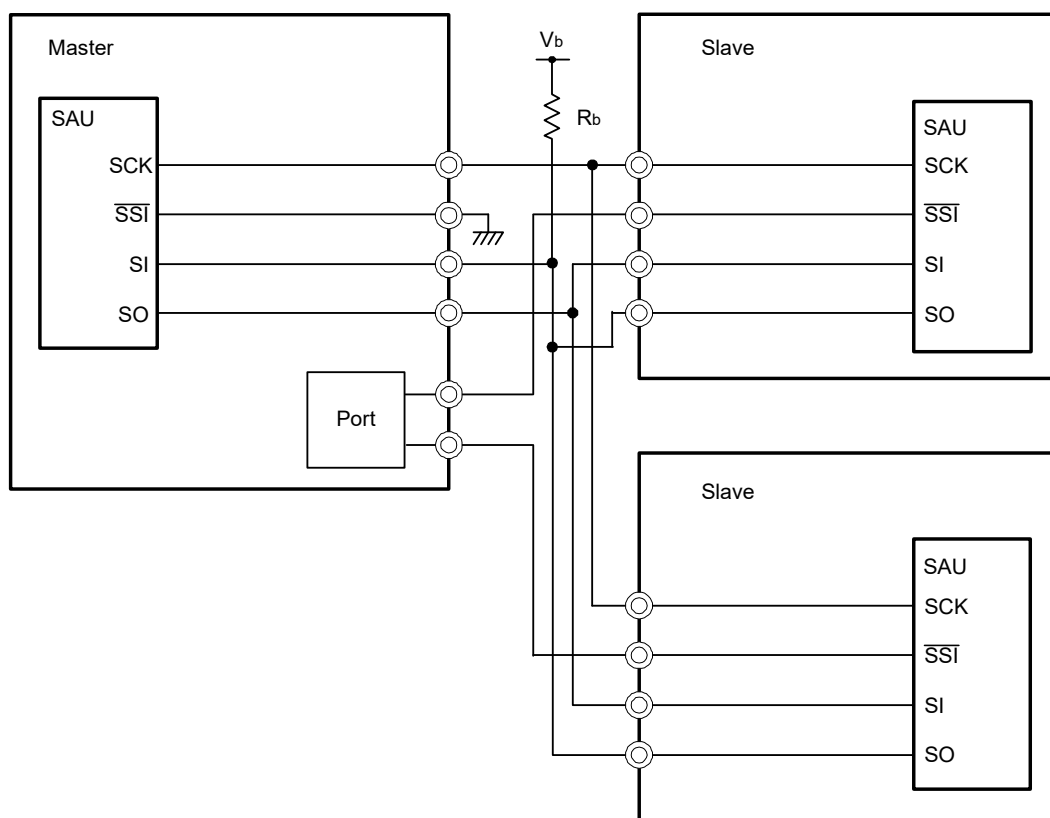 Master
SAU
SCK
SSI
SI
SO
Port
Vb
Rb
Slave
SAU
SCK
SSI
SI
SO
Slave
SAU
SCK
SSI
SI
SO